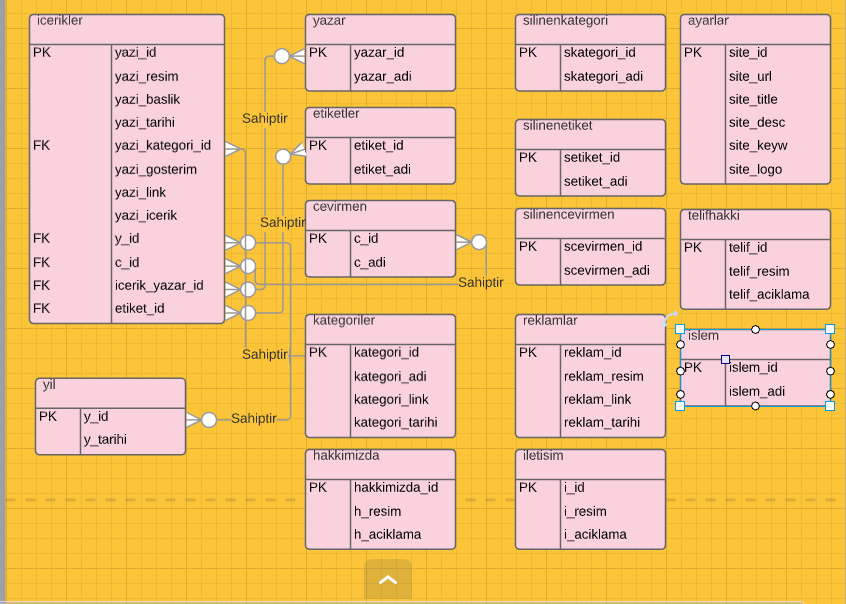 icerikler
PK yazi_id
yazi_resim
yazi_baslik
yazi_tarihi
FK yazi_kategori_id
yazi_gosterim
yazi_link
yazi_icerik
FK y_id
FK c_id
FK icerik_yazar_id
FK etiket_id
yil
PK y_id
y_tarihi
Sahiptir
Sahiptir
Sahiptir
Sahiptir
Sahiptir
yazar
PK yazar_id
yazar_adi
etiketler
PK etiket_id
etiket_adi
cevirmen
PK c_id
c_adi
kategoriler
PK kategori_id
kategori_adi
kategori_link
kategori_tarihi
hakkimizda
PK hakkimizda_id
h_resim
h_aciklama
silinenkategori
PK skategori_id
skategori_adi
silinenetiket
PK setiket_id
setiket_adi
silinencevirmen
PK scevirmen_id
scevirmen_adi
reklamlar
PK reklam_id
reklam_resim
reklam_link
reklam_tarihi
iletisim
PK i_id
i_resim
i_aciklama
ayarlar
PK site_id
site_url
site_title
site_desc
site_keyw
site_logo
telifhakki
PK telif_id
telif_resim
telif_aciklama
islem
PK islem_id
islem_adi